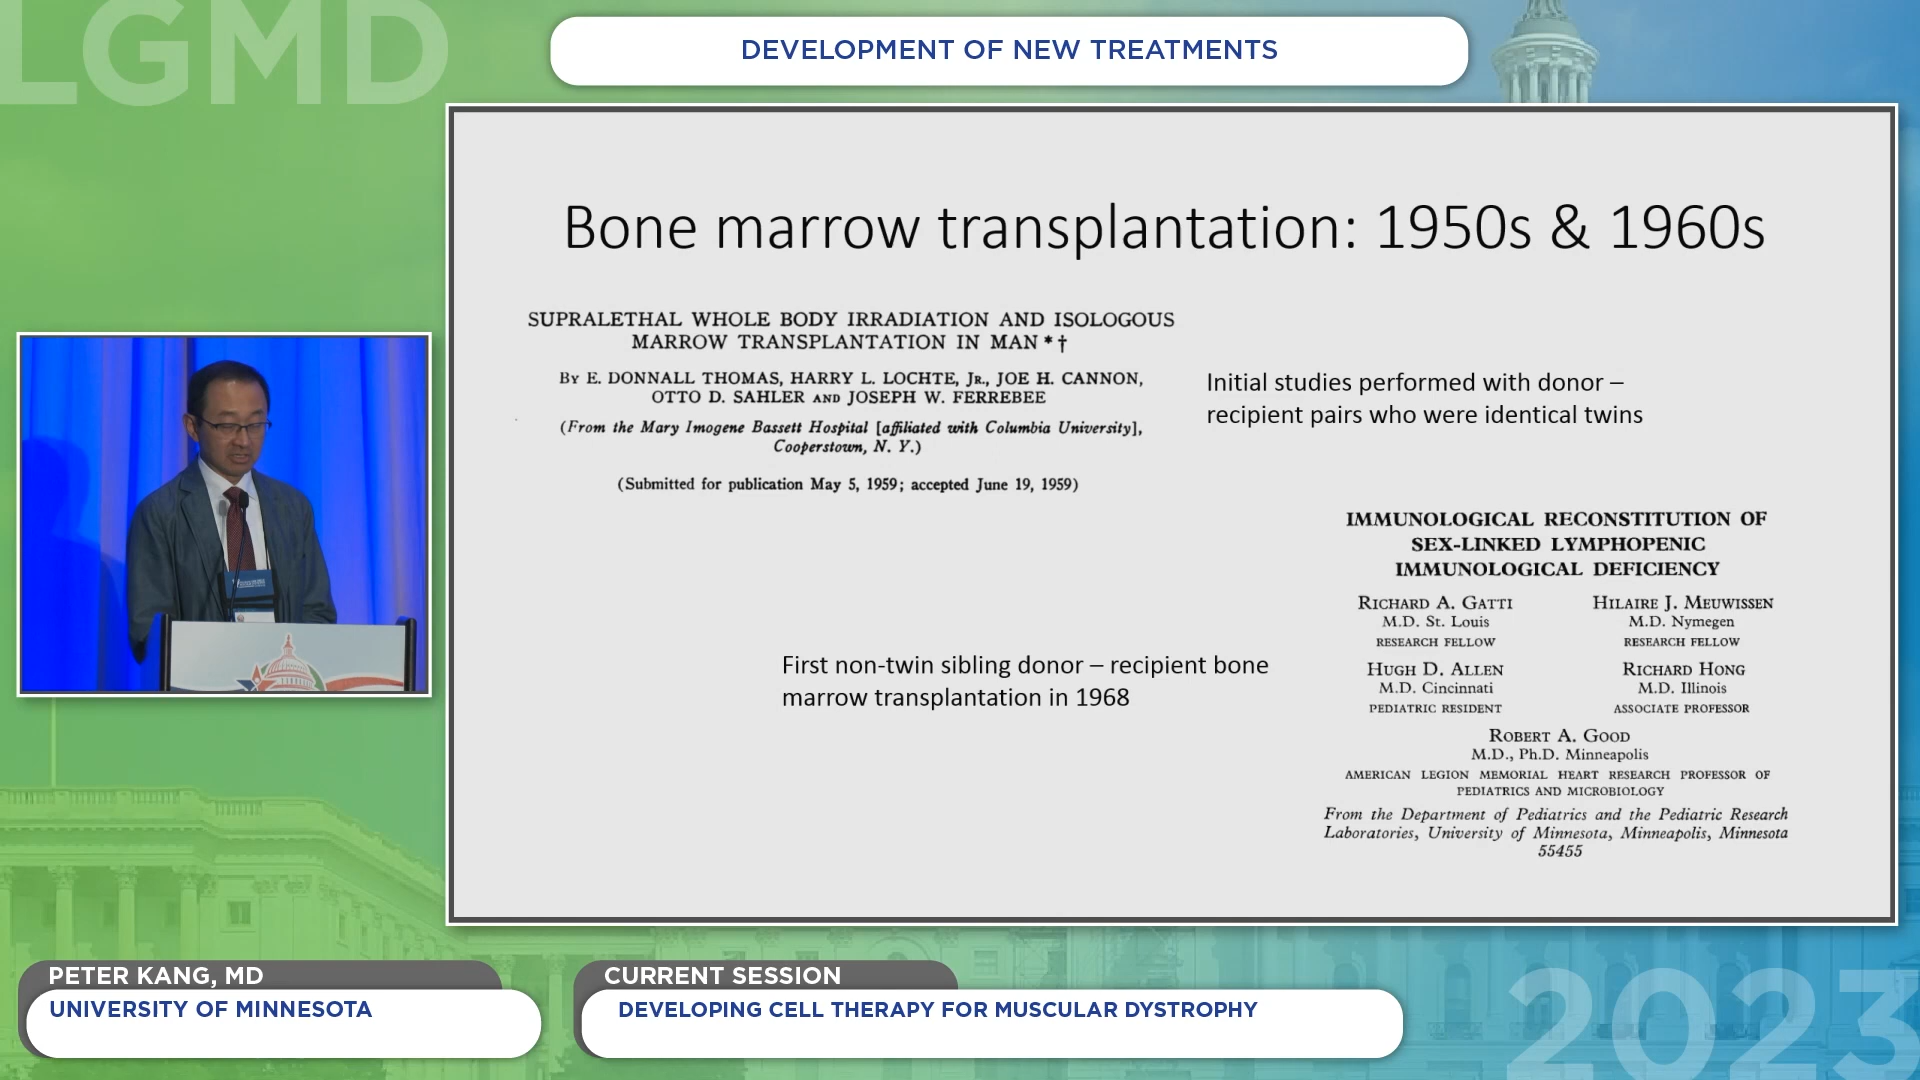 LGMD
DEVELOPMENT OF NEW TREATMENTS
Bone marrow transplantation: 1950s & 1960s
SUPRALETHAL WHOLE BODY IRRADIATION AND ISOLOGOUS
MARROW TRANSPLANTATION IN MAN * †
By E. DONNALL THOMAS, HARRY L. LOCHTE, Jr., JOE H. CANNON,
OTTO D. SAHLER AND JOSEPH W. FERREBEE
(From the Mary Imogene Bassett Hospital [affiliated with Columbia University],
Cooperstown, N. Y.)
(Submitted for publication May 5, 1959; accepted June 19, 1959)
Initial studies performed with donor –
recipient pairs who were identical twins
First non-twin sibling donor – recipient bone
marrow transplantation in 1968
IMMUNOLOGICAL RECONSTITUTION OF
SEX-LINKED LYMPHOPENIC
IMMUNOLOGICAL DEFICIENCY
RICHARD A. GATTI HILAIRE J. MEUWISSEN
M.D. St. Louis M.D. Nymegen
RESEARCH FELLOW RESEARCH FELLOW
HUGH D. ALLEN RICHARD HONG
M.D. Cincinnati M.D. Illinois
PEDIATRIC RESIDENT ASSOCIATE PROFESSOR
ROBERT A. GOOD
M.D., Ph.D. Minneapolis
AMERICAN LEGION MEMORIAL HEART RESEARCH PROFESSOR OF
PEDIATRICS AND MICROBIOLOGY
From the Department of Pediatrics and the Pediatric Research
Laboratories, University of Minnesota, Minneapolis, Minnesota
55455
PETER KANG, MD
UNIVERSITY OF MINNESOTA
CURRENT SESSION
DEVELOPING CELL THERAPY FOR MUSCULAR DYSTROPHY
2023